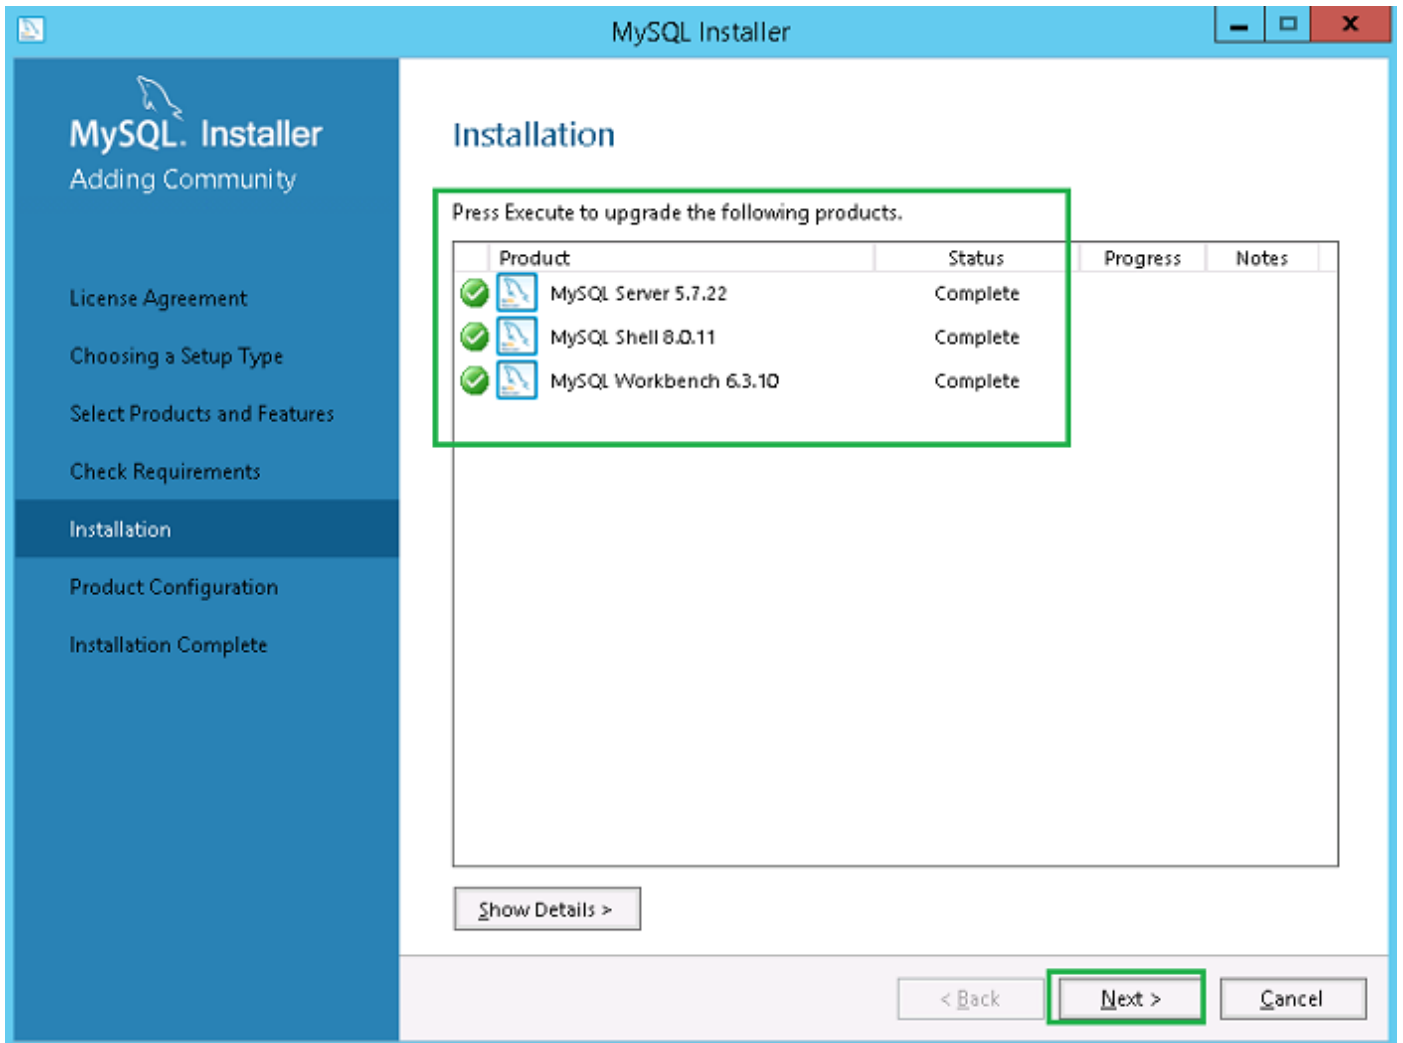 MySQL Installer
MySQL. Installer
Adding Community
License Agreement
Choosing a Setup Type
Select Products and Features
Check Requirements
Installation
Product Configuration
Installation Complete
Installation
Press Execute to upgrade the following products.
Product Status Progress Notes
MySQL Server 5.7.22 Complete
MySQL Shell 8.0.11 Complete
MySQL Workbench 6.3.10 Complete
Show Details >
< Back Next > Cancel